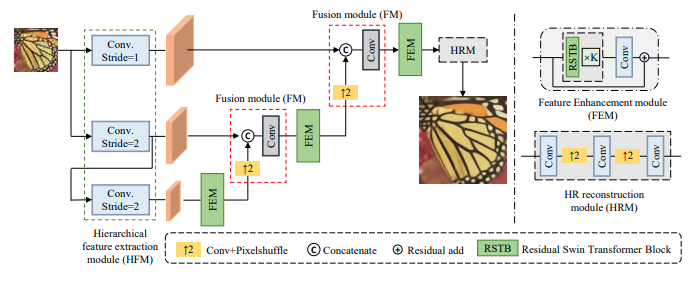 Fusion module (FM)
Conv.
Stride=1
C
Conv
FEM
HRM
↑2
Fusion module (FM)
Conv.
Stride=2
C
Conv
FEM
↑2
Conv.
Stride=2
FEM
Hierarchical
feature extraction
module (HFM)
RSTB
×K
Conv
Feature Enhancement module
(FEM)
Conv
↑2
Conv
↑2
Conv
HR reconstruction
module (HRM)
↑2 Conv+Pixelshuffle
C Concatenate
Residual add
RSTB Residual Swin Transformer Block